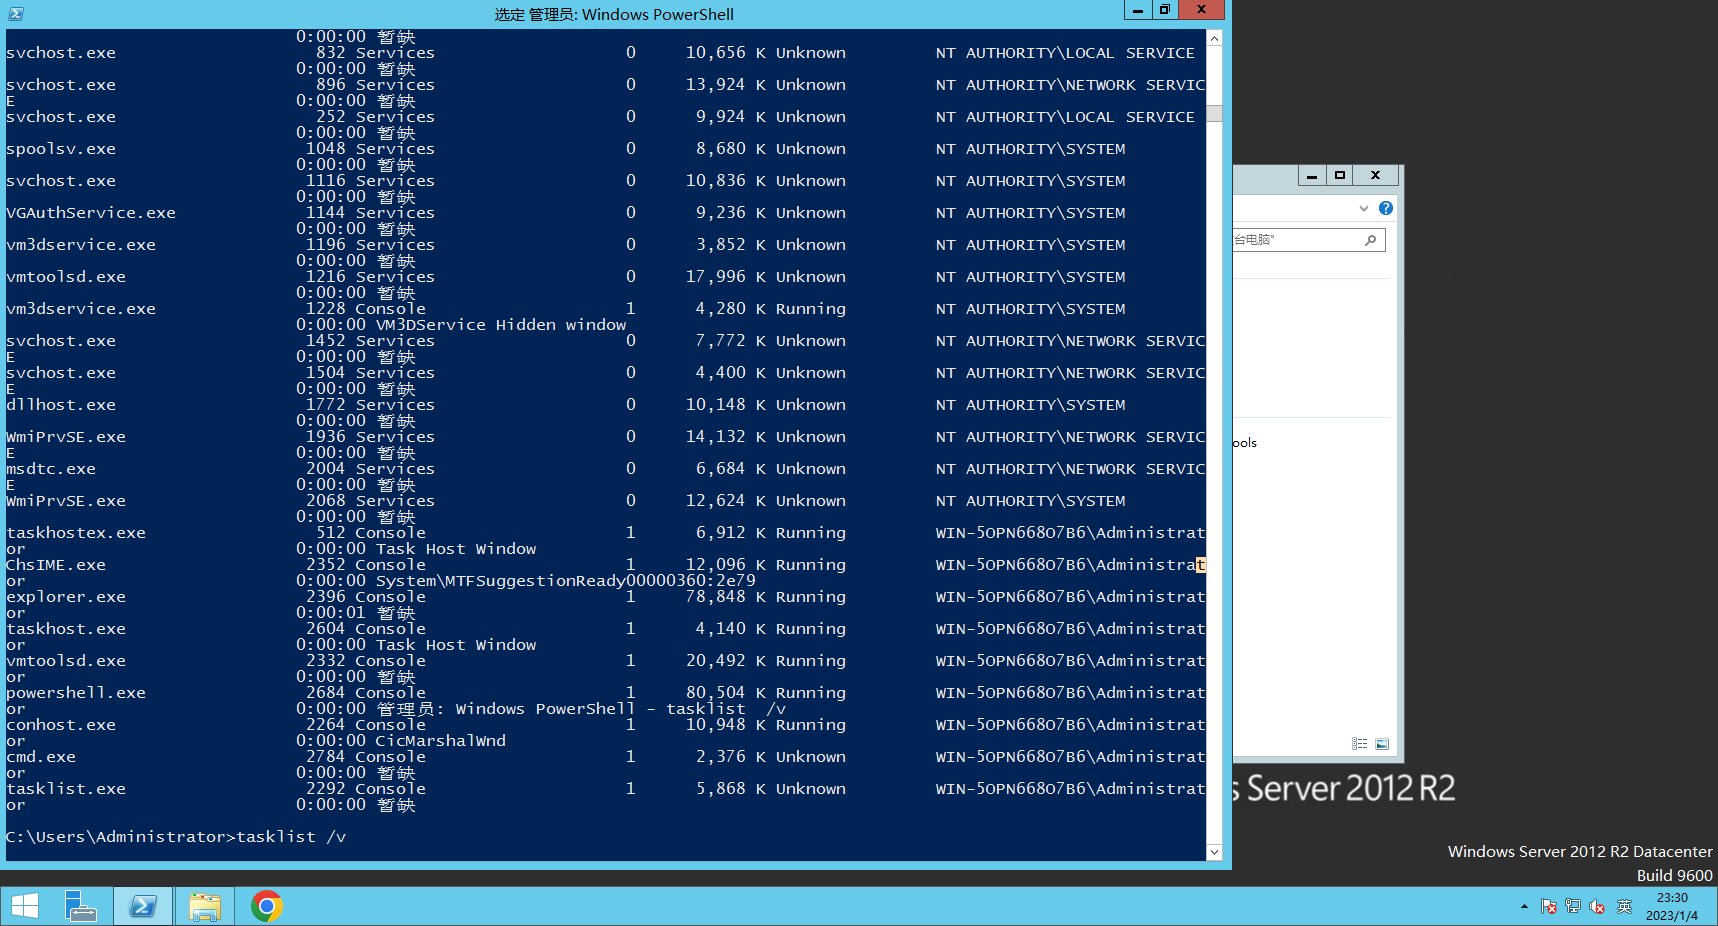 选定 管理员: Windows PowerShell
0:00:00 暂缺
svchost.exe 832 Services 0 10,656 K Unknown NT AUTHORITY\LOCAL SERVICE
0:00:00 暂缺
svchost.exe 896 Services 0 13,924 K Unknown NT AUTHORITY\NETWORK SERVIC
E 0:00:00 暂缺
svchost.exe 252 Services 0 9,924 K Unknown NT AUTHORITY\LOCAL SERVICE
0:00:00 暂缺
spoolsv.exe 1048 Services 0 8,680 K Unknown NT AUTHORITY\SYSTEM
0:00:00 暂缺
svchost.exe 1116 Services 0 10,836 K Unknown NT AUTHORITY\SYSTEM
0:00:00 暂缺
VGAuthService.exe 1144 Services 0 9,236 K Unknown NT AUTHORITY\SYSTEM
0:00:00 暂缺
vm3dservice.exe 1196 Services 0 3,852 K Unknown NT AUTHORITY\SYSTEM
0:00:00 暂缺
vmtoolsd.exe 1216 Services 0 17,996 K Unknown NT AUTHORITY\SYSTEM
0:00:00 暂缺
vm3dservice.exe 1228 Console 1 4,280 K Running NT AUTHORITY\SYSTEM
0:00:00 VM3DService Hidden window
svchost.exe 1452 Services 0 7,772 K Unknown NT AUTHORITY\NETWORK SERVIC
E 0:00:00 暂缺
svchost.exe 1504 Services 0 4,400 K Unknown NT AUTHORITY\NETWORK SERVIC
E 0:00:00 暂缺
dllhost.exe 1772 Services 0 10,148 K Unknown NT AUTHORITY\SYSTEM
0:00:00 暂缺
WmiPrvSE.exe 1936 Services 0 14,132 K Unknown NT AUTHORITY\NETWORK SERVIC
E 0:00:00 暂缺
msdtc.exe 2004 Services 0 6,684 K Unknown NT AUTHORITY\NETWORK SERVIC
E 0:00:00 暂缺
WmiPrvSE.exe 2068 Services 0 12,624 K Unknown NT AUTHORITY\SYSTEM
0:00:00 暂缺
taskhostex.exe 512 Console 1 6,912 K Running WIN-5OPN668O7B6\Administrat
or 0:00:00 Task Host Window
ChsIME.exe 2352 Console 1 12,096 K Running WIN-5OPN668O7B6\Administrat
or 0:00:00 System\MTFSuggestionReady00000360:2e79
explorer.exe 2396 Console 1 78,848 K Running WIN-5OPN668O7B6\Administrat
or 0:00:01 暂缺
taskhost.exe 2604 Console 1 4,140 K Running WIN-5OPN668O7B6\Administrat
or 0:00:00 Task Host Window
vmtoolsd.exe 2332 Console 1 20,492 K Running WIN-5OPN668O7B6\Administrat
or 0:00:00 暂缺
powershell.exe 2684 Console 1 80,504 K Running WIN-5OPN668O7B6\Administrat
or 0:00:00 管理员: Windows PowerShell - tasklist /v
conhost.exe 2264 Console 1 10,948 K Running WIN-5OPN668O7B6\Administrat
or 0:00:00 CicMarshalWnd
cmd.exe 2784 Console 1 2,376 K Unknown WIN-5OPN668O7B6\Administrat
or 0:00:00 暂缺
tasklist.exe 2292 Console 1 5,868 K Unknown WIN-5OPN668O7B6\Administrat
or 0:00:00 暂缺
C:\Users\Administrator>tasklist /v
台电脑"
ools
s Server 2012 R2
Windows Server 2012 R2 Datacenter
Build 9600
英
23:30
2023/1/4